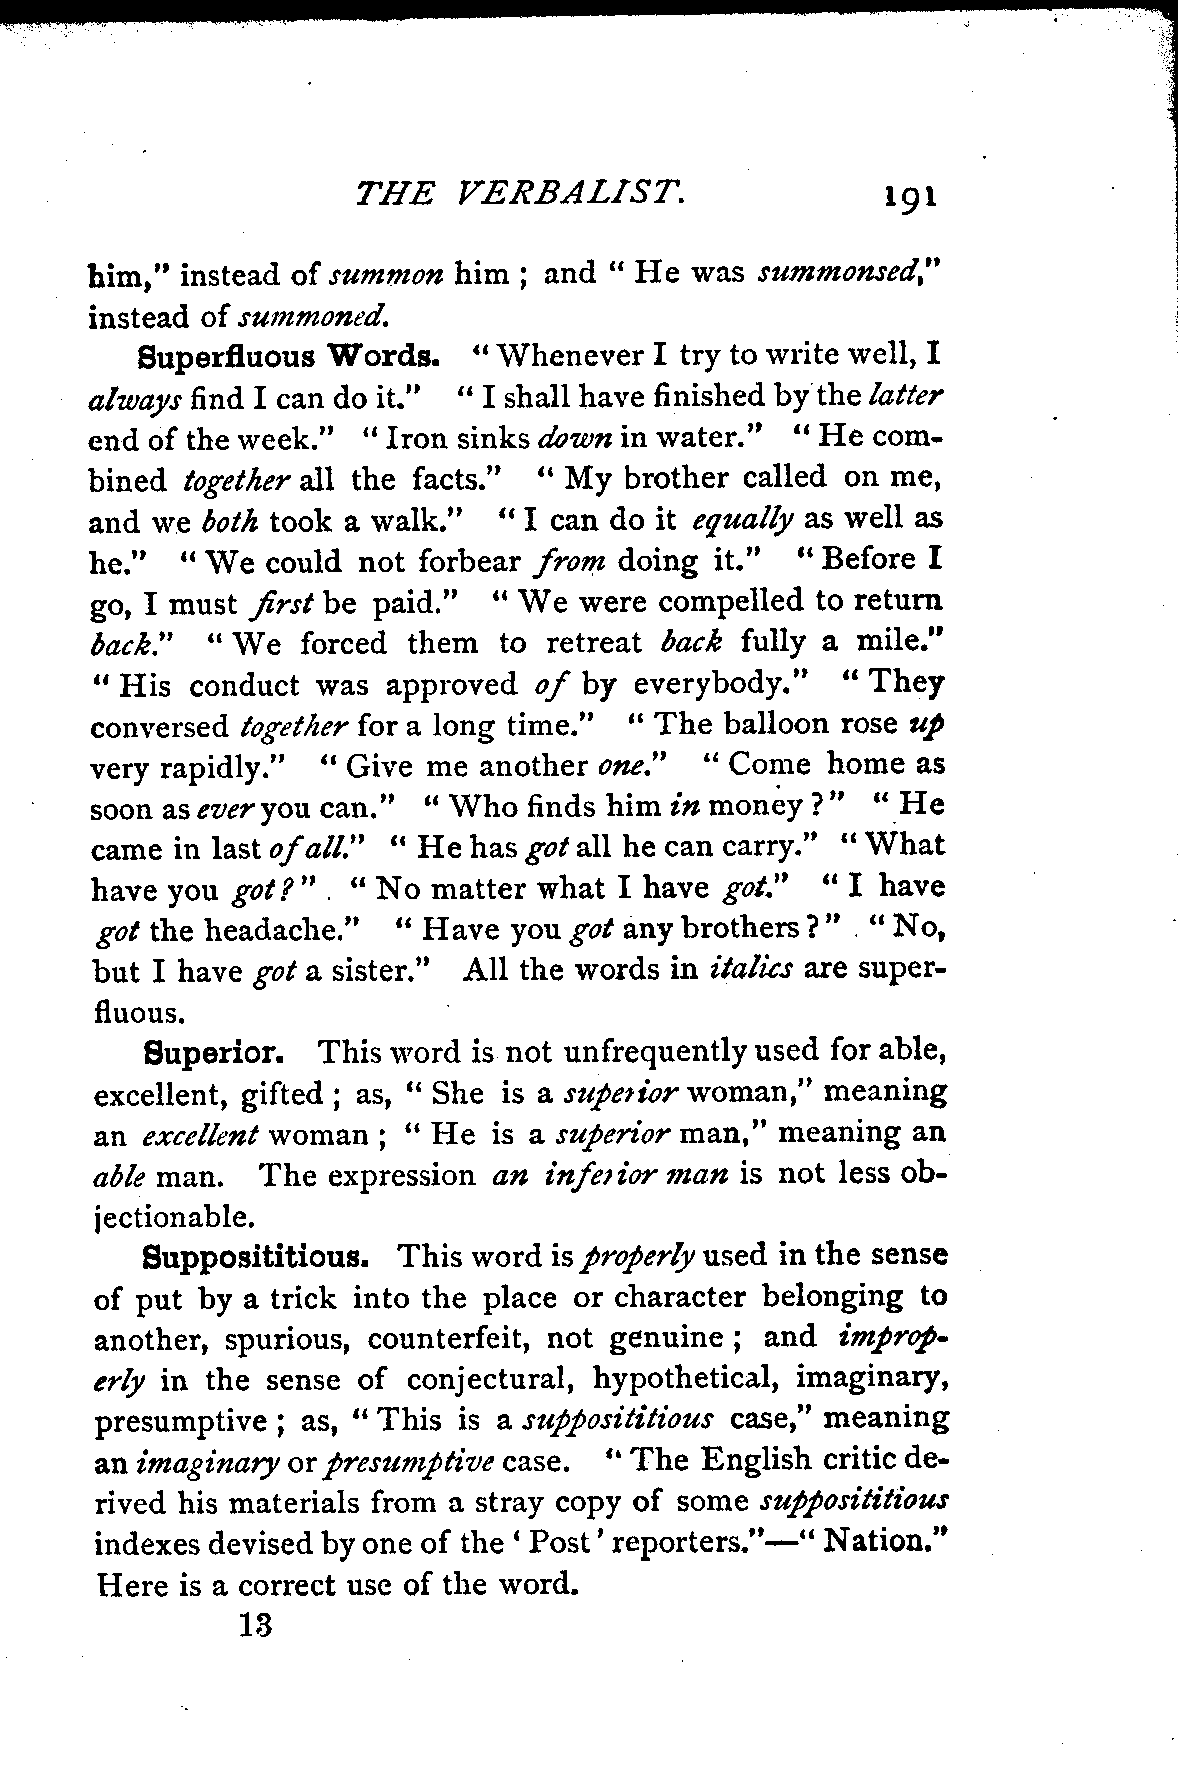 THE VERBALIST. 191
him," instead of summon him ; and " He was summonsed,"
instead of summoned.
Superfluous Words. " Whenever I try to write well, I
always find I can do it." " I shall have finished by the latter
end of the week." " Iron sinks down in water." " He com-
bined together all the facts." " My brother called on me,
and we both took a walk." " I can do it equally as well as
he." " We could not forbear from doing it." " Before I
go, I must first be paid." " We were compelled to return
back." " We forced them to retreat back fully a mile."
" His conduct was approved of by everybody." " They
conversed together for a long time." " The balloon rose up
very rapidly." " Give me another one." " Come home as
soon as ever you can." " Who finds him in money ? " " He
came in last of all." " He has got all he can carry." " What
have you got ? " . " No matter what I have got." " I have
got the headache." " Have you got any brothers ? " . " No,
but I have got a sister." All the words in italics are super-
fluous.
Superior. This word is not unfrequently used for able,
excellent, gifted ; as, " She is a superior woman," meaning
an excellent woman ; " He is a superior man," meaning an
able man. The expression an inferior man is not less ob-
jectionable.
Supposititious. This word is properly used in the sense
of put by a trick into the place or character belonging to
another, spurious, counterfeit, not genuine ; and improp-
erly in the sense of conjectural, hypothetical, imaginary,
presumptive ; as, " This is a supposititious case," meaning
an imaginary or presumptive case. " The English critic de-
rived his materials from a stray copy of some supposititious
indexes devised by one of the ' Post ' reporters."—" Nation."
Here is a correct use of the word.
13